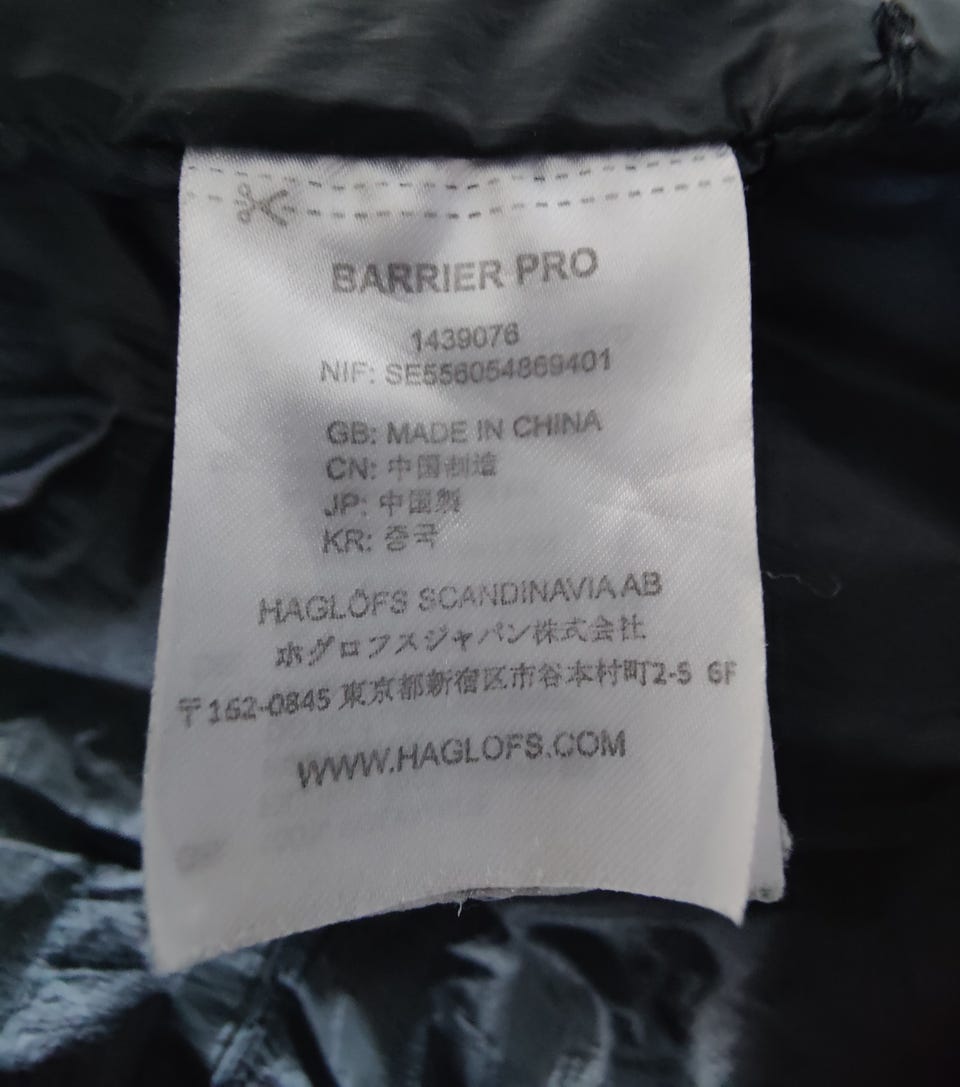 BARRIER PRO
1439076
NIF: SE556054869401
GB: MADE IN CHINA
CN: 中国制造
JP: 中国製
KR: 중국
HAGLÖFS SCANDINAVIA AB
ホグロフスジャパン株式会社
〒162-0845 東京都新宿区市谷本村町2-5 6F
WWW.HAGLOFS.COM